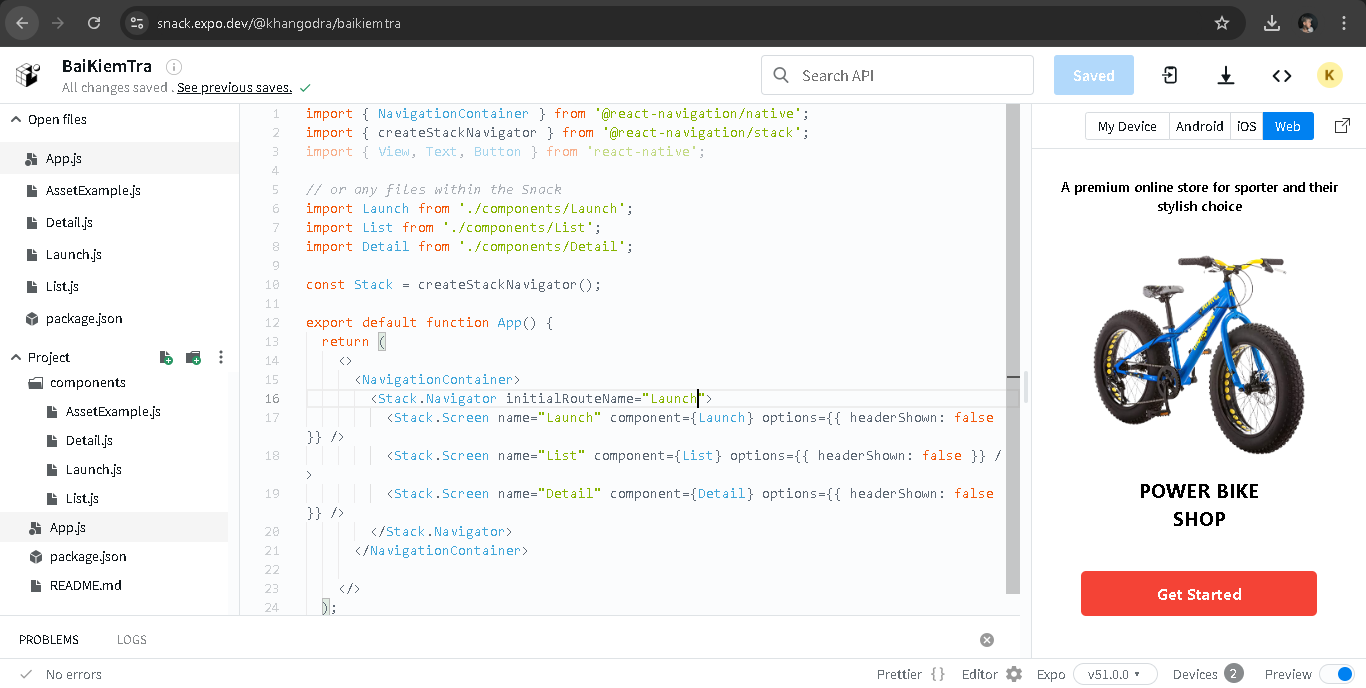 snack.expo.dev/@khangodra/baikiemtra
BaiKiemTra
All changes saved . See previous saves.
Search API
Saved
K
Open files
App.js
AssetExample.js
Detail.js
Launch.js
List.js
package.json
Project
components
AssetExample.js
Detail.js
Launch.js
List.js
App.js
package.json
README.md
1 import { NavigationContainer } from '@react-navigation/native';
2 import { createStackNavigator } from '@react-navigation/stack';
3 import { View, Text, Button } from 'react-native';
4
5 // or any files within the Snack
6 import Launch from './components/Launch';
7 import List from './components/List';
8 import Detail from './components/Detail';
9
10 const Stack = createStackNavigator();
11
12 export default function App() {
13 return (
14 <>
15 <NavigationContainer>
16 <Stack.Navigator initialRouteName="Launch">
17 <Stack.Screen name="Launch" component={Launch} options={{ headerShown: false
}} />
18 <Stack.Screen name="List" component={List} options={{ headerShown: false }} /
>
19 <Stack.Screen name="Detail" component={Detail} options={{ headerShown: false
}} />
20 </Stack.Navigator>
21 </NavigationContainer>
22
23 </>
24 );
My Device Android iOS Web
A premium online store for sporter and their
stylish choice
POWER BIKE
SHOP
Get Started
PROBLEMS LOGS
No errors
Prettier { } Editor Expo v51.0.0 Devices 2 Preview